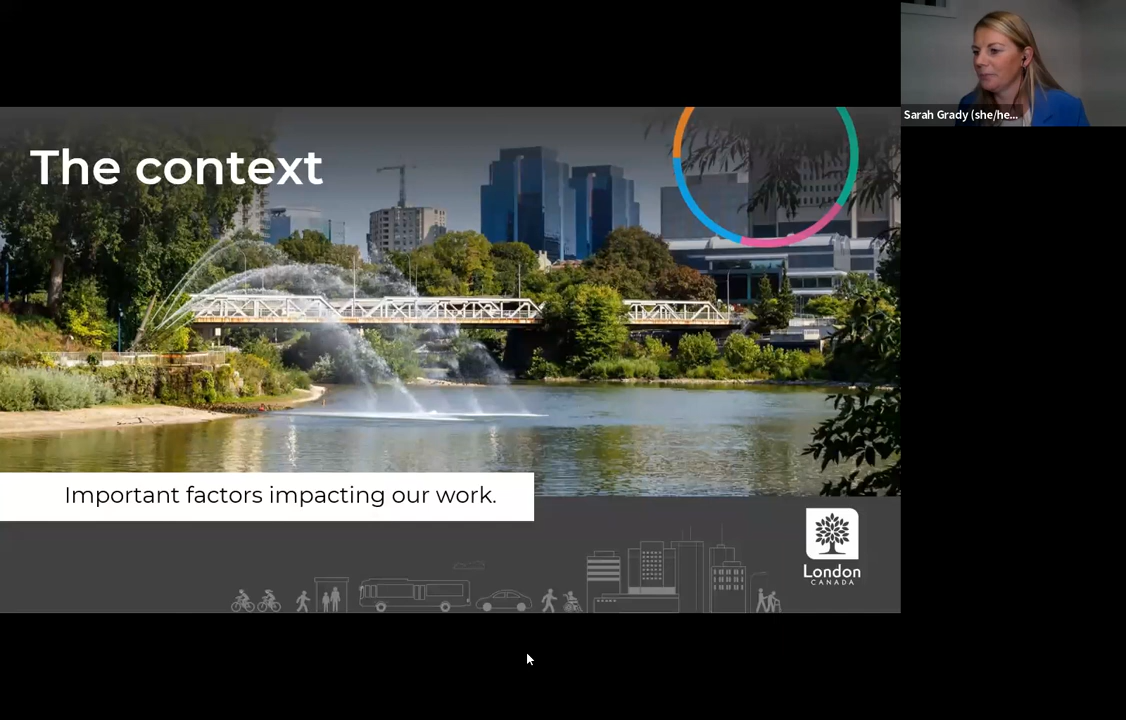 Sarah Grady (she/he...
The context
Important factors impacting our work.
London
CANADA